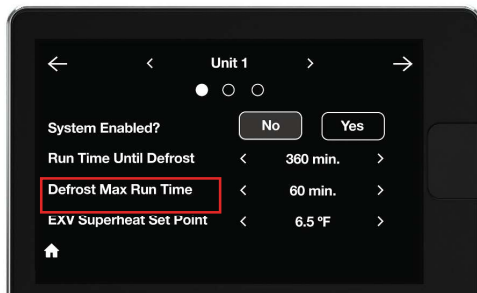 Unit 1
System Enabled? No Yes
Run Time Until Defrost 360 min.
Defrost Max Run Time 60 min.
EXV Superheat Set Point 6.5 ºF